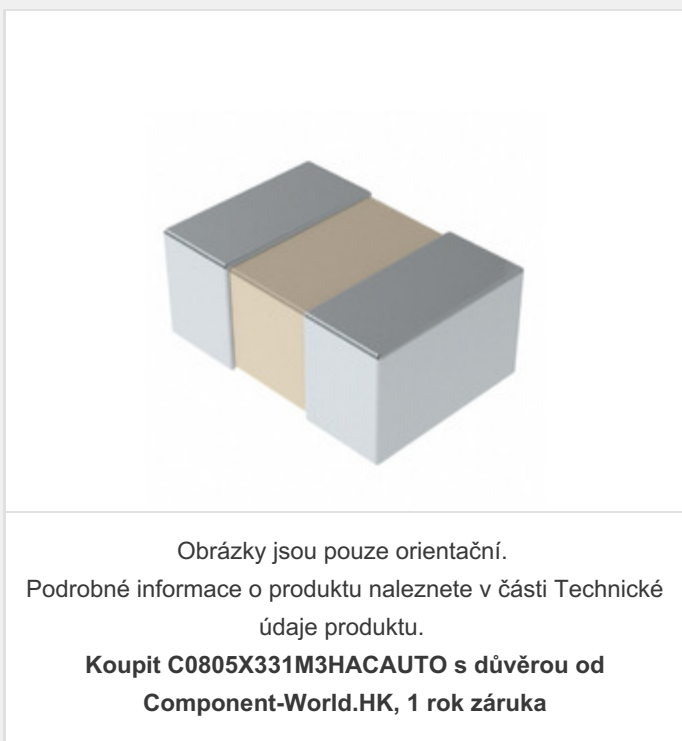 Obrázky jsou pouze orientační.
Podrobné informace o produktu naleznete v části Technické
údaje produktu.
Koupit C0805X331M3HACAUTO s důvěrou od
Component-World.HK, 1 rok záruka